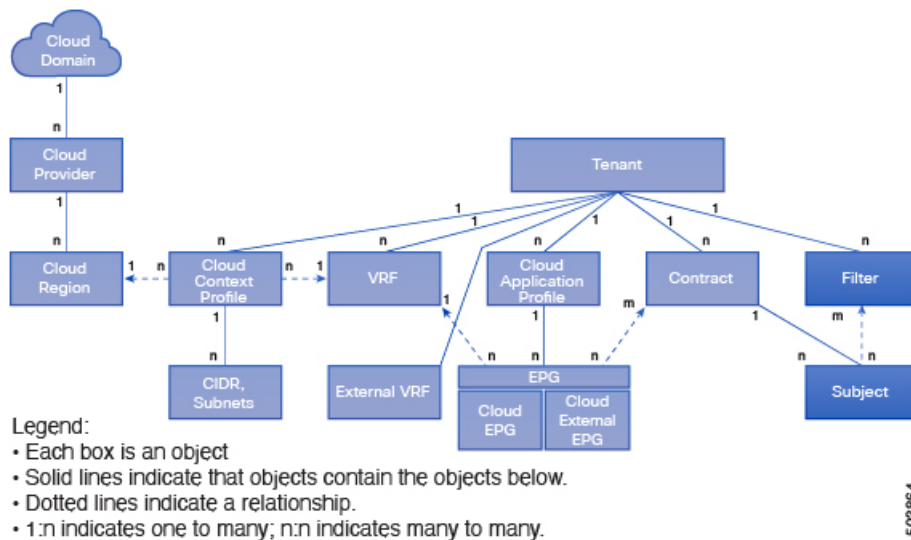 Cloud
Domain
1
n
Cloud
Provider
Tenant
1
1
1
1
1
1
n
n
n
n
n
n
Cloud
Region
1
n
Cloud
Context
Profile
n
1
VRF
Cloud
Application
Profile
Contract
Filter
1
1
1
m
1
m
n
n
n
n
n
n
CIDR,
Subnets
External VRF
EPG
Cloud
EPG
Cloud
External
EPG
Subject
Legend:
• Each box is an object
• Solid lines indicate that objects contain the objects below.
• Dotted lines indicate a relationship.
• 1:n indicates one to many; n:n indicates many to many.